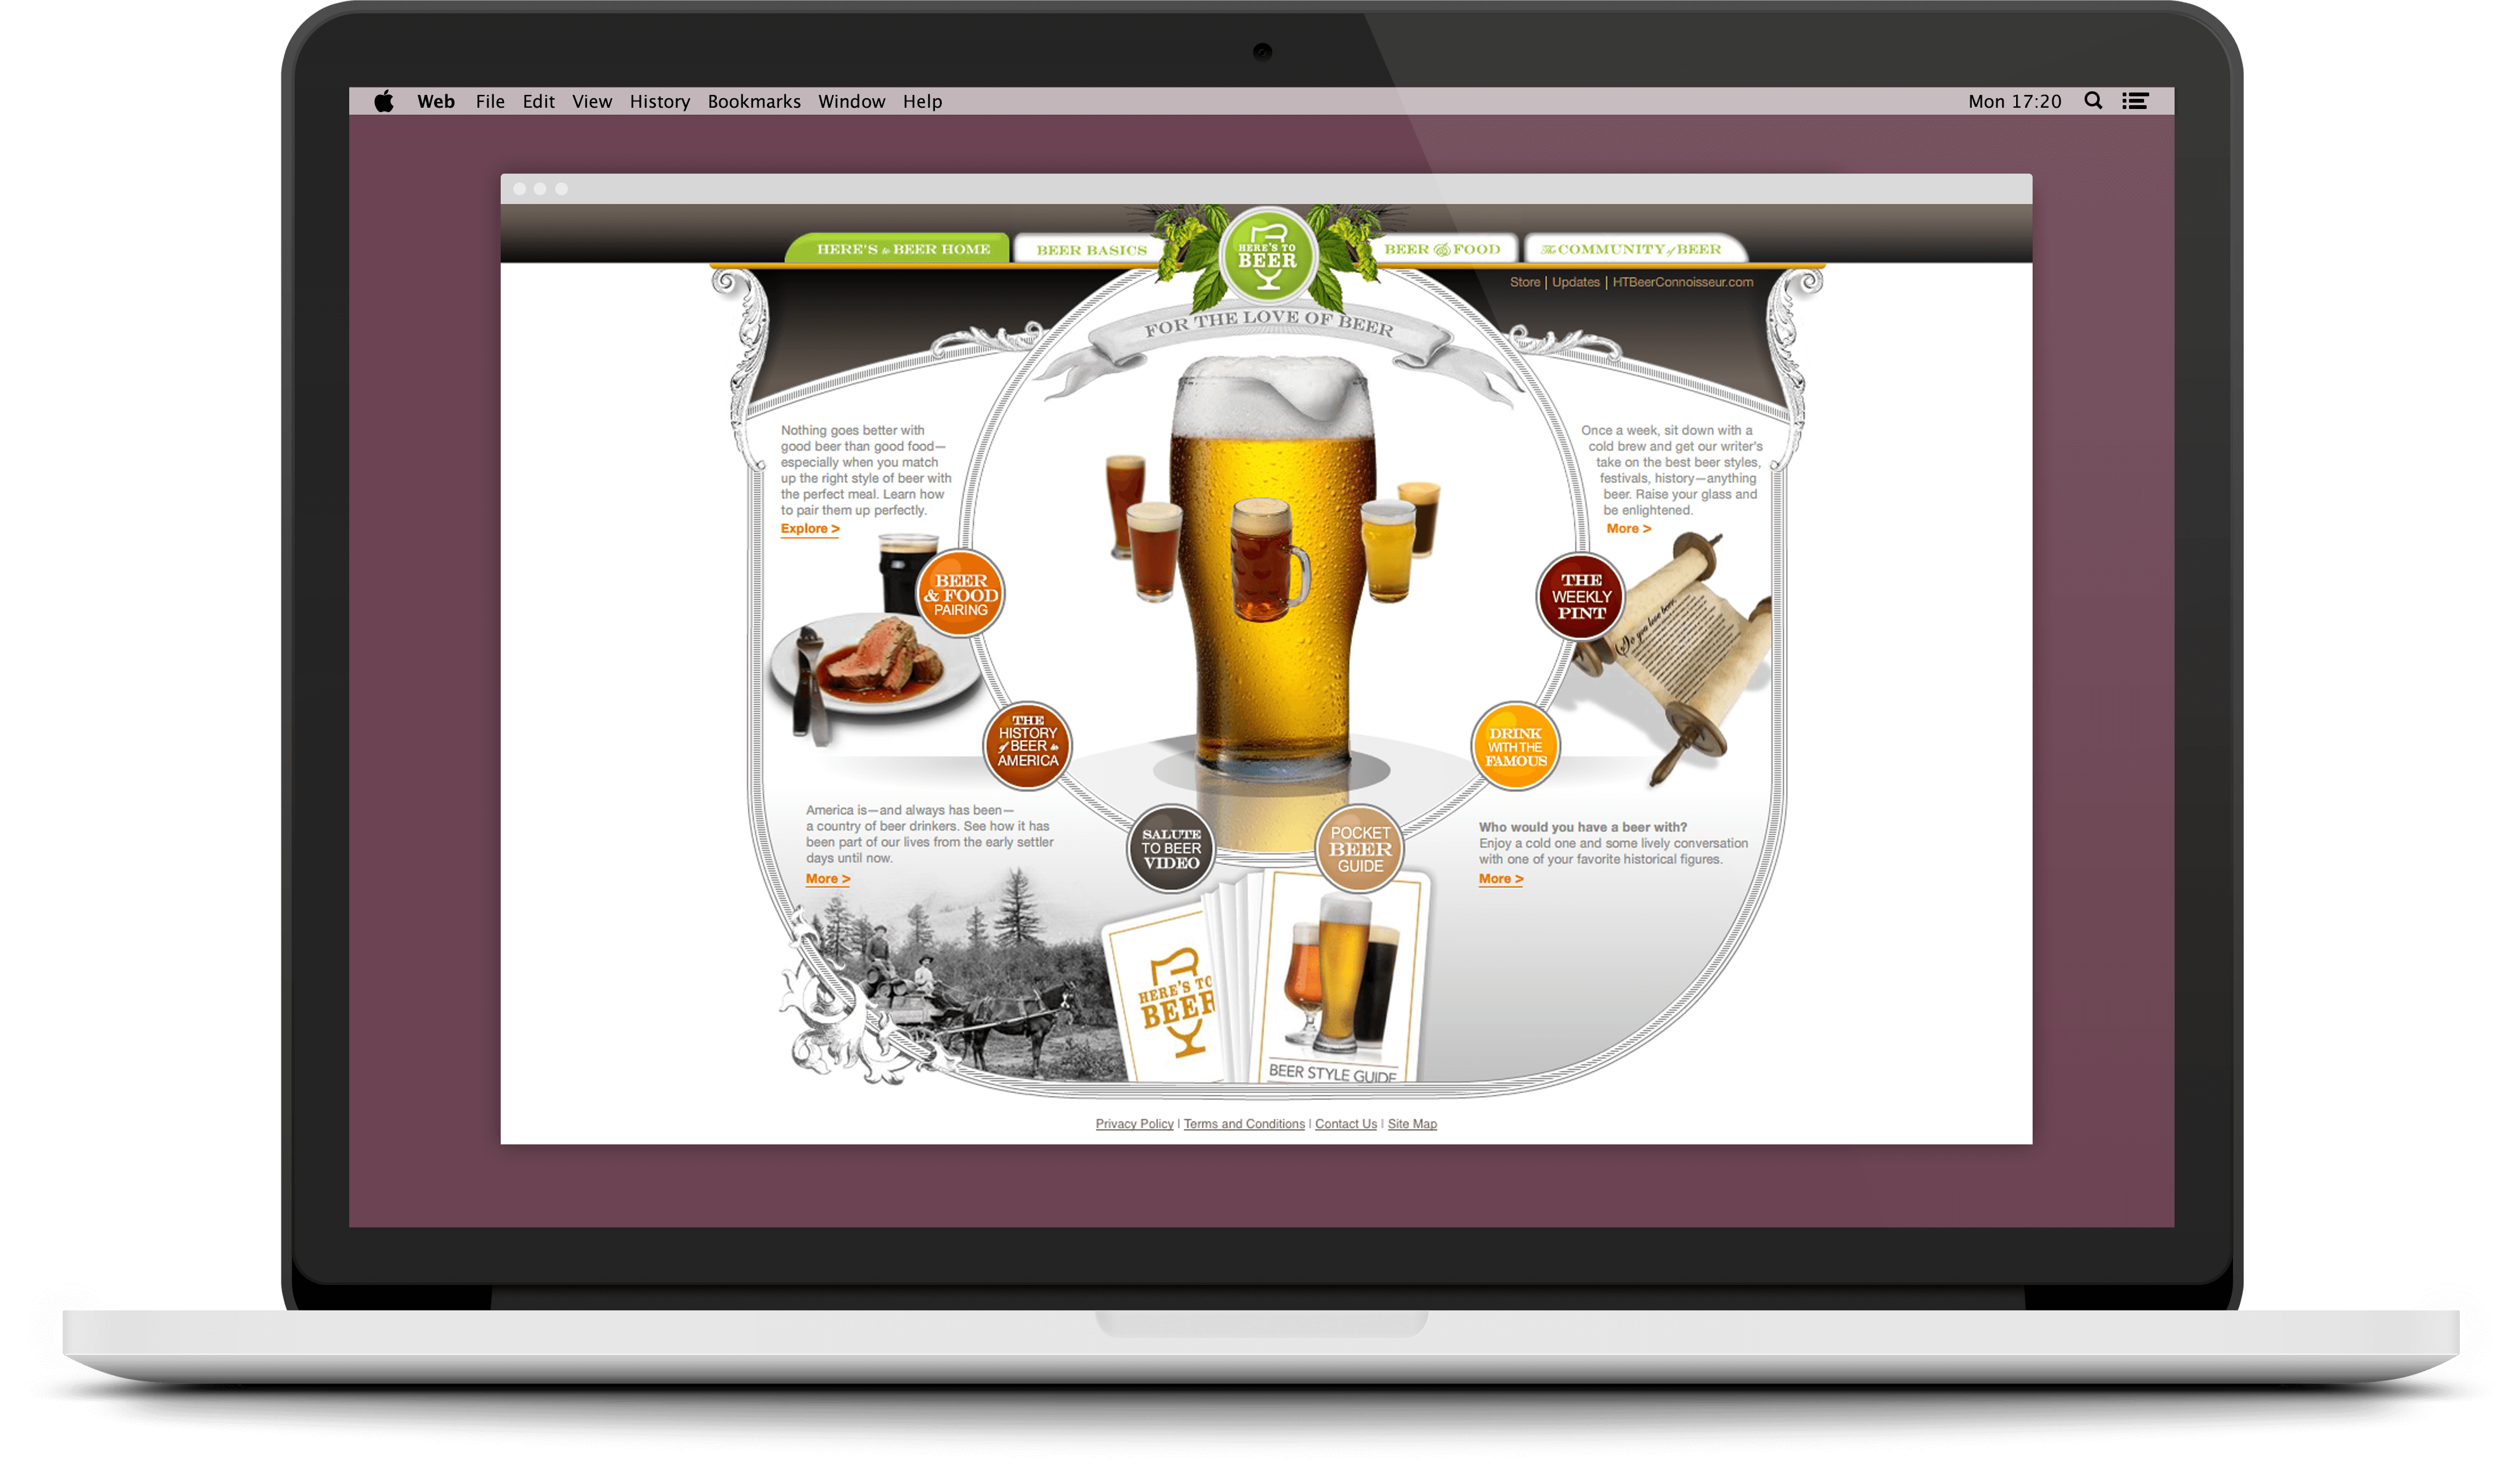 Web File Edit View History Bookmarks Window Help
Mon 17:20
HERE'S to BEER HOME
BEER BASICS
HERE'S TO
BEER
BEER & FOOD
The COMMUNITY of BEER
Store | Updates | HTBeerConnoisseur.com
FOR THE LOVE OF BEER
Nothing goes better with
good beer than good food—
especially when you match
up the right style of beer with
the perfect meal. Learn how
to pair them up perfectly.
Explore >
Once a week, sit down with a
cold brew and get our writer's
take on the best beer styles,
festivals, history—anything
beer. Raise your glass and
be enlightened.
More >
BEER
& FOOD
PAIRING
THE
WEEKLY
PINT
Do you love beer,
THE
HISTORY
of BEER in
AMERICA
DRINK
WITH THE
FAMOUS
America is—and always has been—
a country of beer drinkers. See how it has
been part of our lives from the early settler
days until now.
More >
SALUTE
TO BEER
VIDEO
POCKET
BEER
GUIDE
Who would you have a beer with?
Enjoy a cold one and some lively conversation
with one of your favorite historical figures.
More >
HERE'S TO
BEER
BEER STYLE GUIDE
Privacy Policy | Terms and Conditions | Contact Us | Site Map